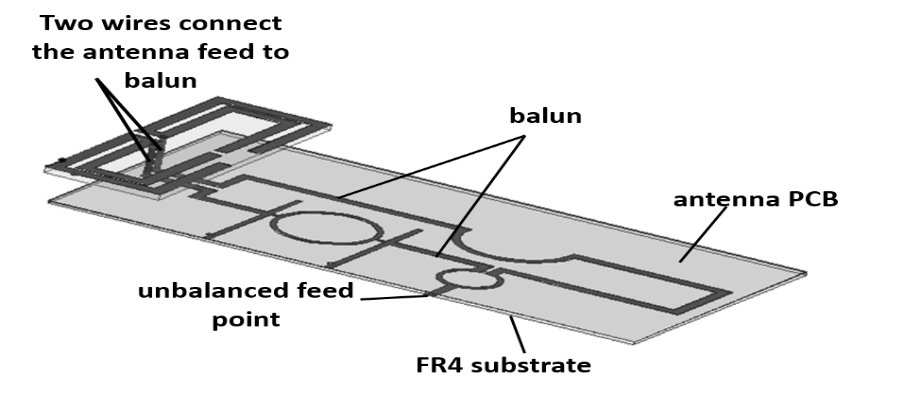 Two wires connect
the antenna feed to
balun
balun
antenna PCB
unbalanced feed
point
FR4 substrate